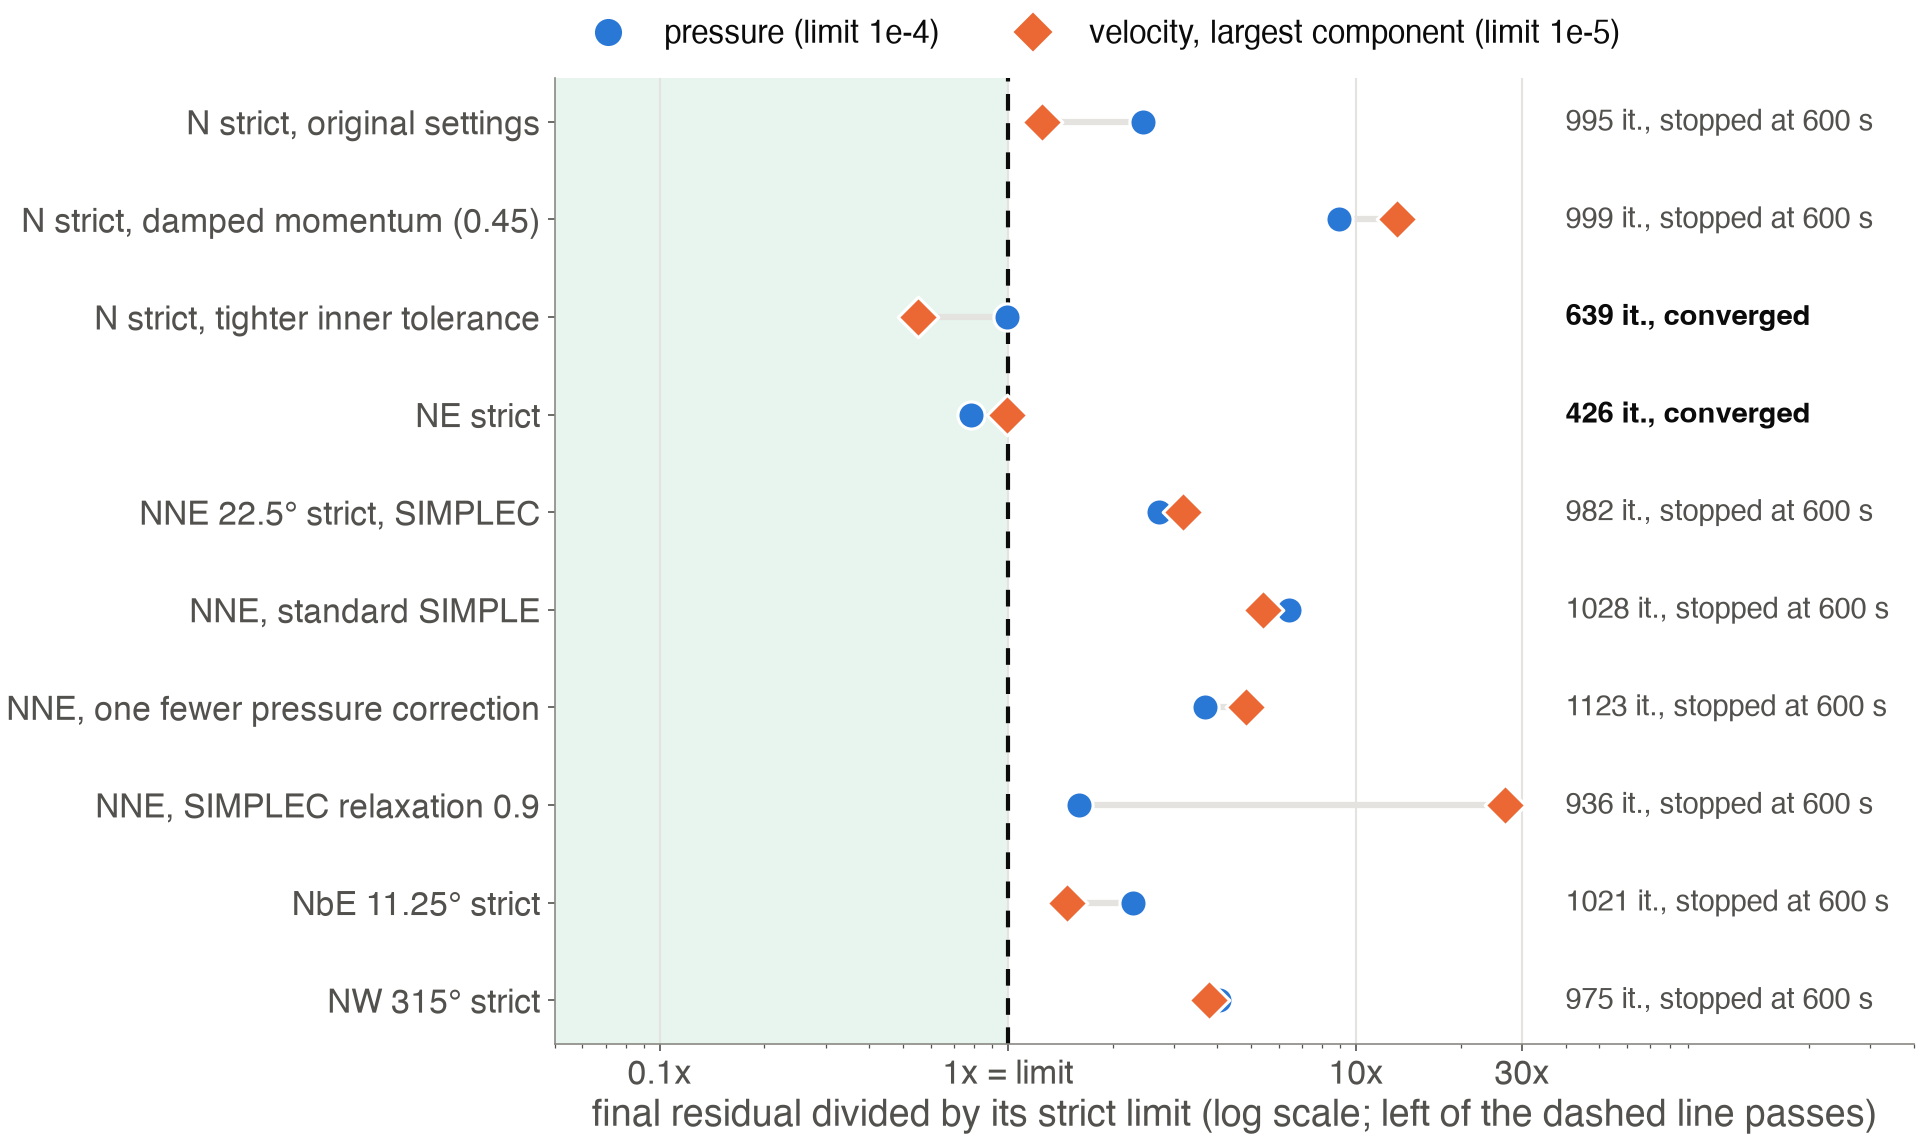 pressure (limit 1e-4)
velocity, largest component (limit 1e-5)
N strict, original settings
995 it., stopped at 600 s
N strict, damped momentum (0.45)
999 it., stopped at 600 s
N strict, tighter inner tolerance
639 it., converged
NE strict
426 it., converged
NNE 22.5° strict, SIMPLEC
982 it., stopped at 600 s
NNE, standard SIMPLE
1028 it., stopped at 600 s
NNE, one fewer pressure correction
1123 it., stopped at 600 s
NNE, SIMPLEC relaxation 0.9
936 it., stopped at 600 s
NbE 11.25° strict
1021 it., stopped at 600 s
NW 315° strict
975 it., stopped at 600 s
0.1x
1x = limit
10x
30x
final residual divided by its strict limit (log scale; left of the dashed line passes)